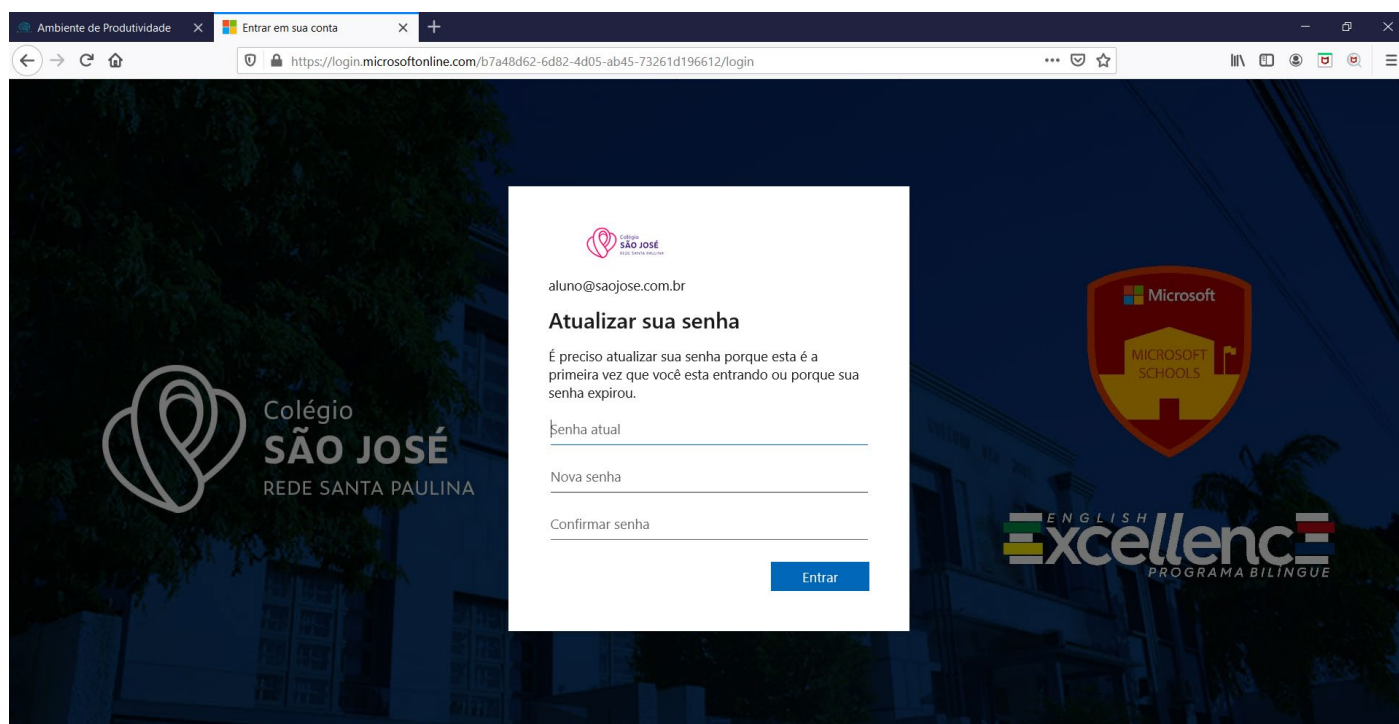 Ambiente de Produtividade
Entrar em sua conta
https://login.microsoftonline.com/b7a48d62-6d82-4d05-ab45-73261d196612/login
Colégio
SÃO JOSÉ
REDE SANTA PAULINA
aluno@saojose.com.br
Atualizar sua senha
É preciso atualizar sua senha porque esta é a
primeira vez que você esta entrando ou porque sua
senha expirou.
Senha atual
Nova senha
Confirmar senha
Entrar
Colégio
SÃO JOSÉ
REDE SANTA PAULINA
Microsoft
MICROSOFT
SCHOOLS
ENGLISH
ExcellencE
PROGRAMA BILÍNGUE